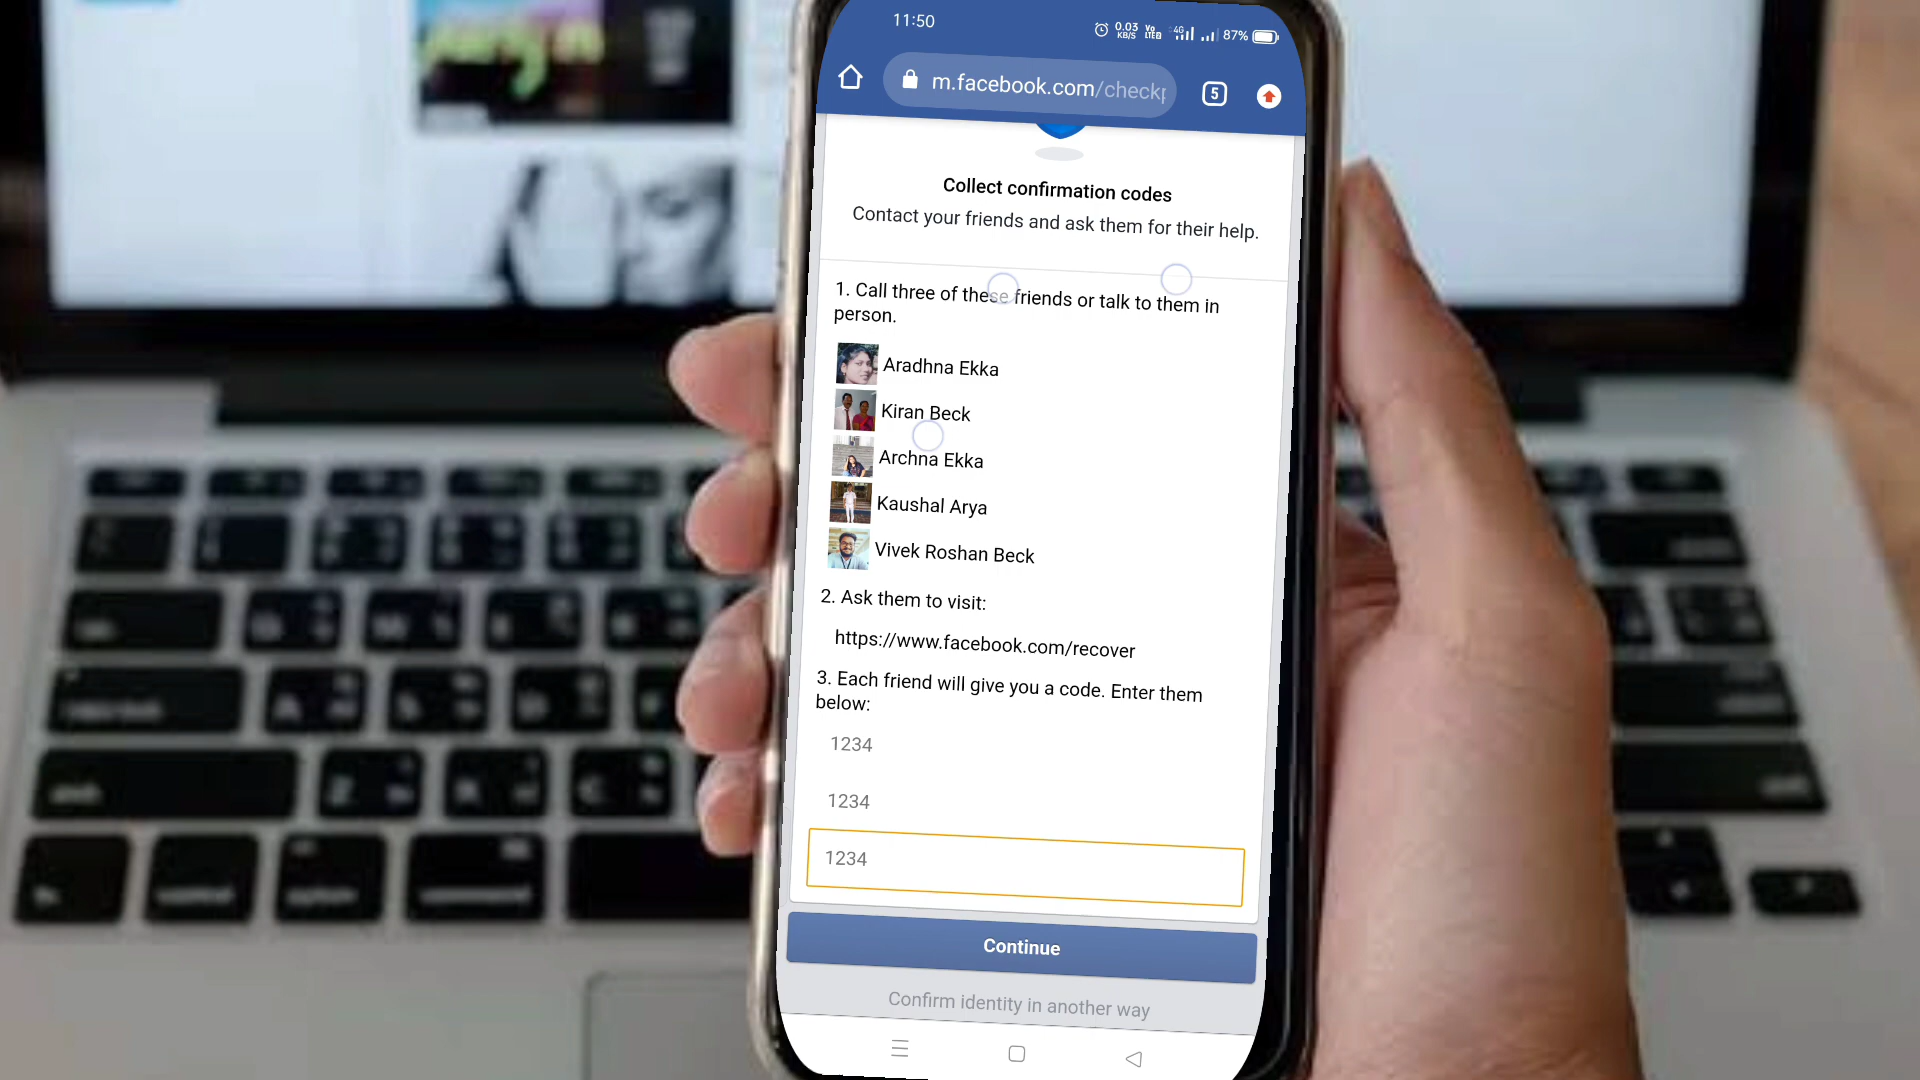 11:50
0.03 KB/S Vo LTE 4G 87%
m.facebook.com/checkp
5
Collect confirmation codes
Contact your friends and ask them for their help.
1. Call three of these friends or talk to them in
person.
Aradhna Ekka
Kiran Beck
Archna Ekka
Kaushal Arya
Vivek Roshan Beck
2. Ask them to visit:
https://www.facebook.com/recover
3. Each friend will give you a code. Enter them
below:
1234
1234
1234
Continue
Confirm identity in another way